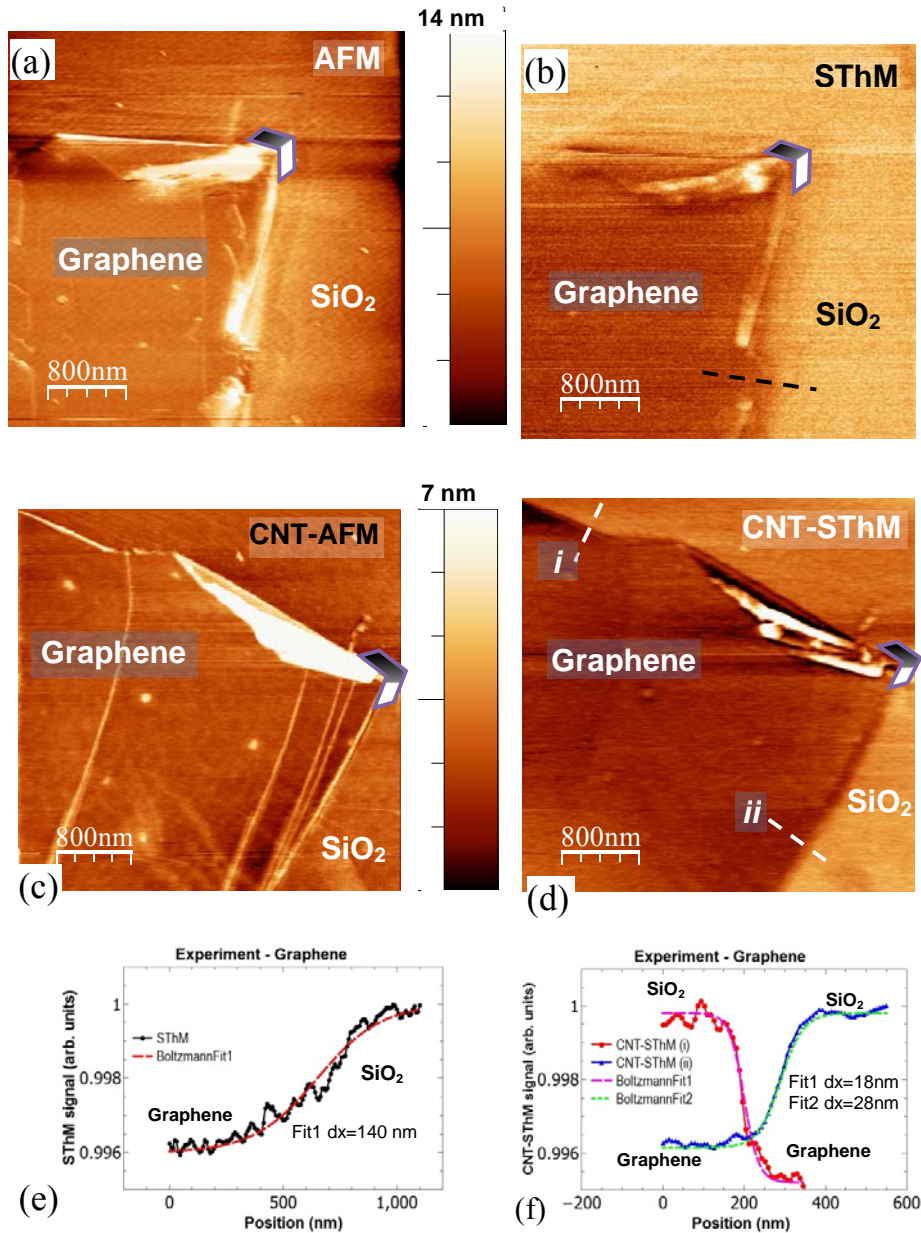 14 nm
(a)
AFM
Graphene
SiO₂
800nm
(b)
SThM
Graphene
SiO₂
800nm
7 nm
CNT-AFM
Graphene
SiO₂
800nm
(c)
CNT-SThM
i
Graphene
ii
SiO₂
800nm
(d)
Experiment - Graphene
SThM signal (arb. units)
1
0.998
0.996
SThM
BoltzmannFit1
SiO₂
Graphene
Fit1 dx=140 nm
0
500
1,000
Position (nm)
(e)
Experiment - Graphene
CNT-SThM signal (arb. units)
1
0.998
0.996
SiO₂
SiO₂
CNT-SThM (i)
CNT-SThM (ii)
BoltzmannFit1
BoltzmannFit2
Fit1 dx=18nm
Fit2 dx=28nm
Graphene
Graphene
−200
0
200
400
600
Position (nm)
(f)